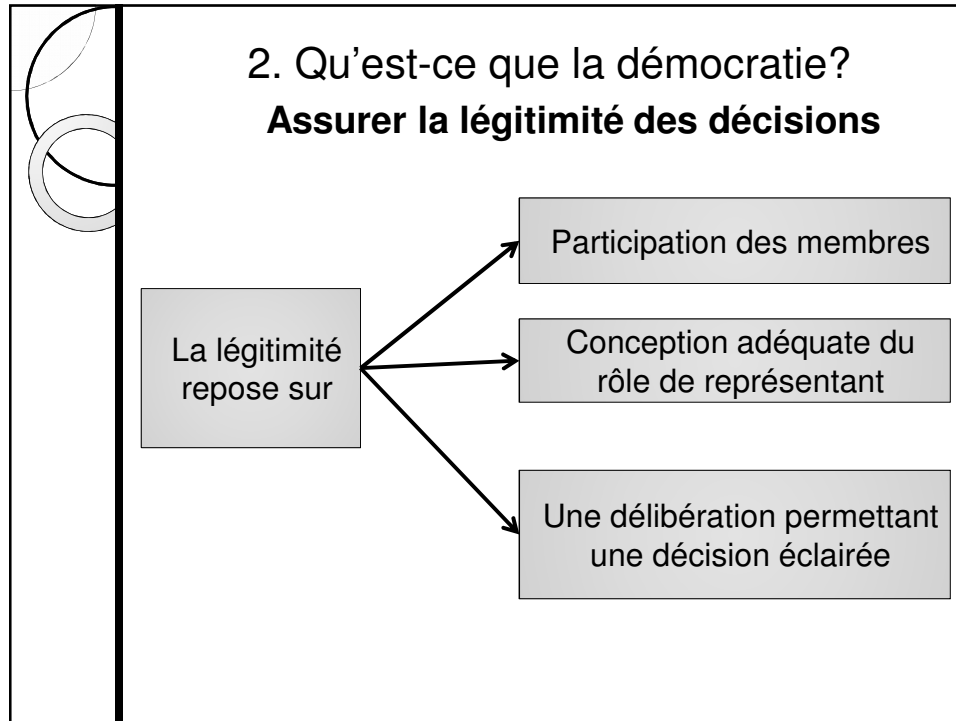 2. Qu'est-ce que la démocratie?
Assurer la légitimité des décisions
La légitimité
repose sur
Participation des membres
Conception adéquate du
rôle de représentant
Une délibération permettant
une décision éclairée